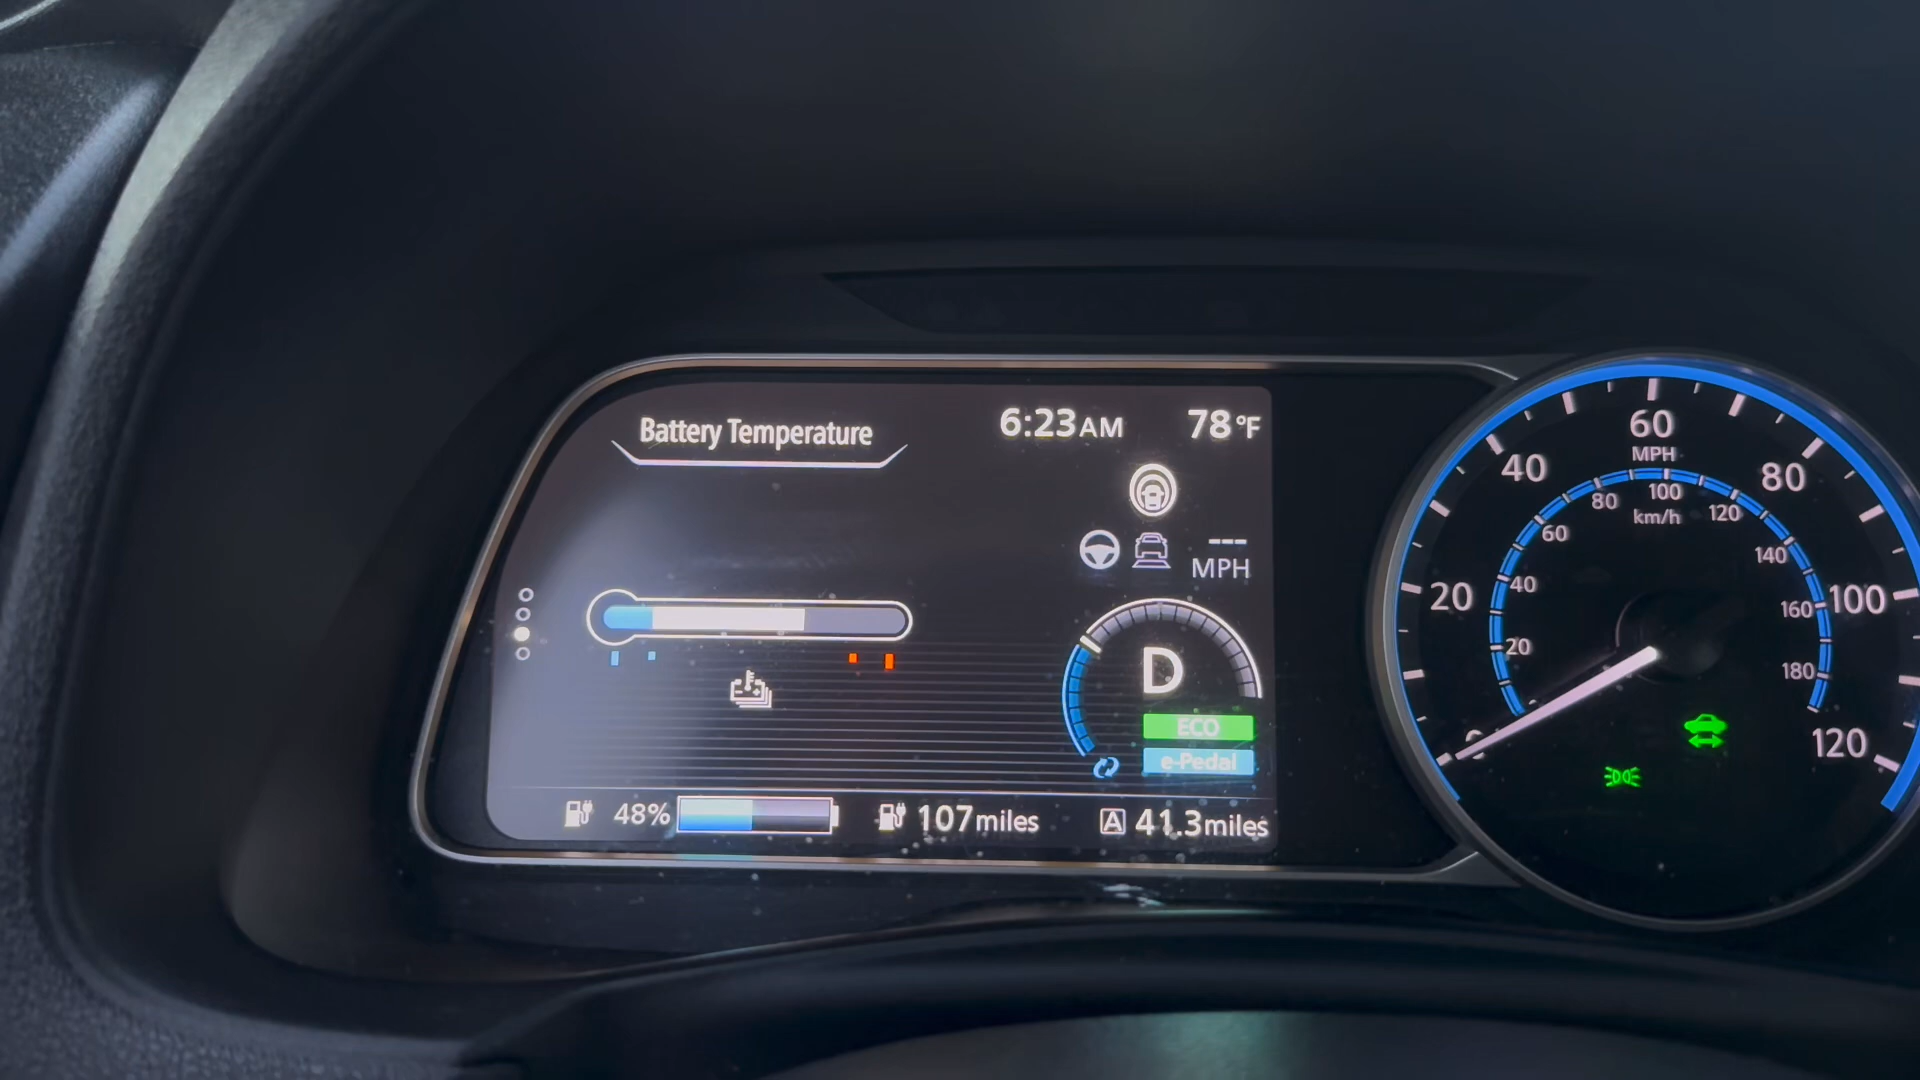 Battery Temperature
6:23AM
78°F
---
MPH
D
ECO
e-Pedal
48%
107miles
A 41.3miles
0
20
40
60
80
100
120
MPH
20
40
60
80
100
120
140
160
180
km/h